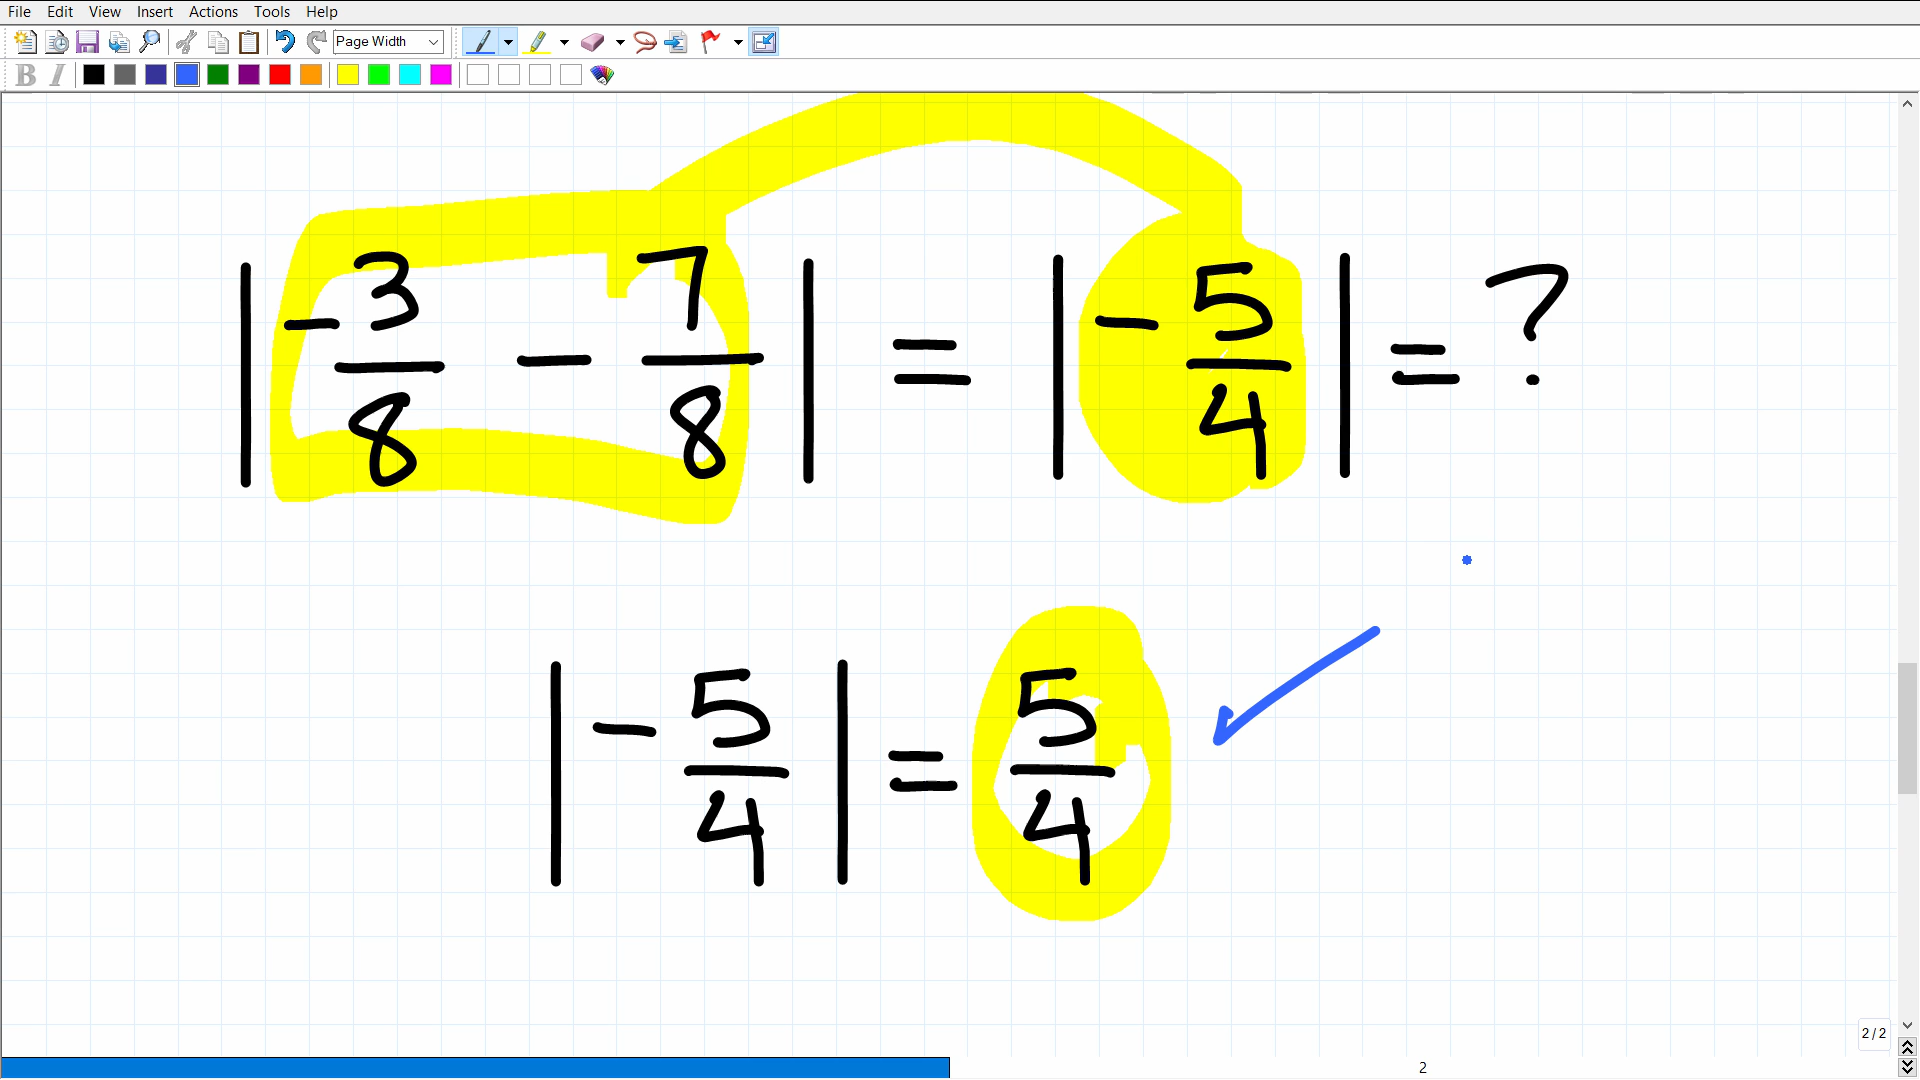 File Edit View Insert Actions Tools Help
Page Width
B I
|-3/8 - 7/8| = |-5/4| = ?
|-5/4| = 5/4
2 / 2
2